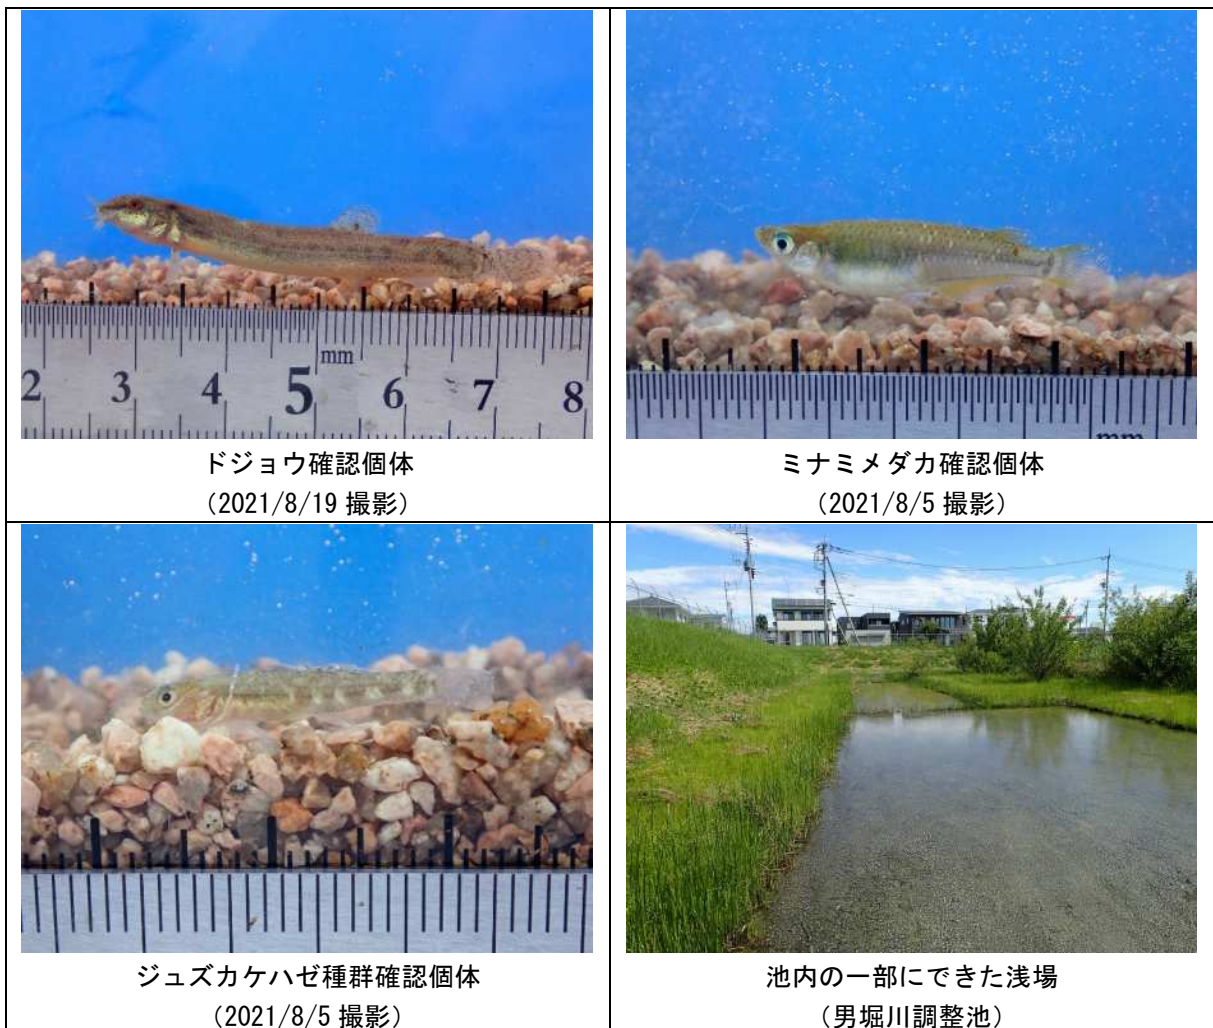 mm
2 3 4 5 6 7 8
ドジョウ確認個体
(2021/8/19 撮影)
mm
ミナミメダカ確認個体
(2021/8/5 撮影)
ジュズカケハゼ種群確認個体
(2021/8/5 撮影)
池内の一部にできた浅場
(男堀川調整池)